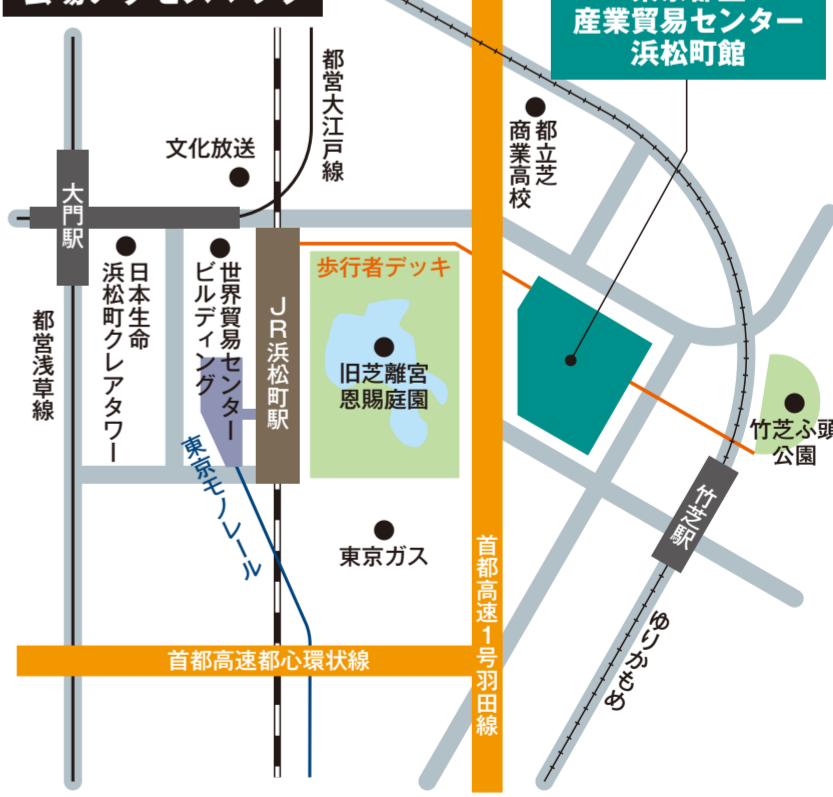 産業貿易センター
浜松町館
都営大江戸線
文化放送
都立芝
商業高校
大門駅
歩行者デッキ
日本生命
浜松町クレアタワー
世界貿易センター
ビルディング
JR浜松町駅
都営浅草線
旧芝離宮
恩賜庭園
竹芝ふ頭
公園
東京モノレール
竹芝駅
東京ガス
首都高速1号羽田線
首都高速都心環状線
ゆりかもめ